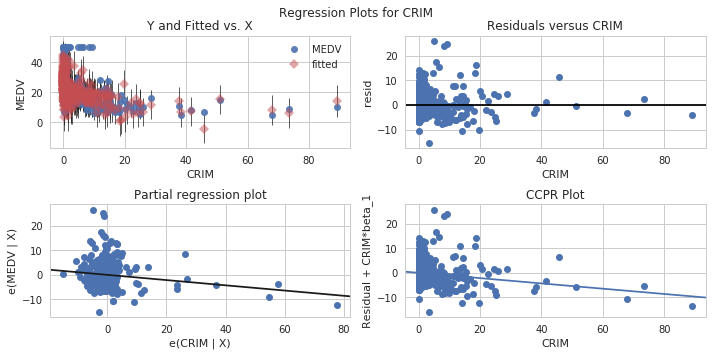 Regression Plots for CRIM
Y and Fitted vs. X
MEDV
40
20
0
MEDV
fitted
0
20
40
60
80
CRIM
Residuals versus CRIM
resid
20
10
0
−10
0
20
40
60
80
CRIM
Partial regression plot
e(MEDV | X)
20
10
0
−10
0
20
40
60
80
e(CRIM | X)
CCPR Plot
Residual + CRIM*beta_1
20
10
0
−10
0
20
40
60
80
CRIM